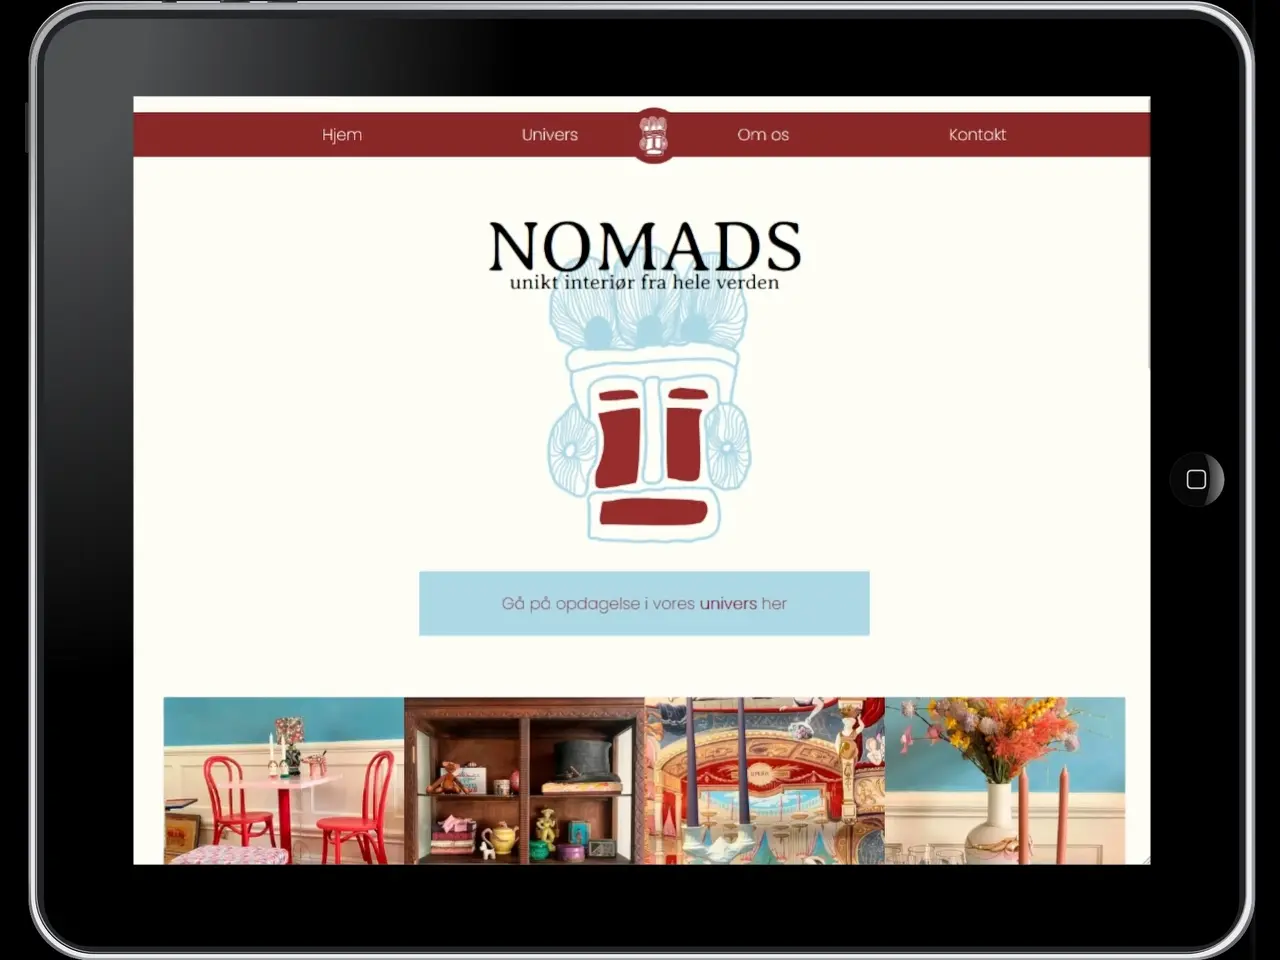 Hjem
Univers
Om os
Kontakt
NOMADS
unikt interiør fra hele verden
Gå på opdagelse i vores univers her